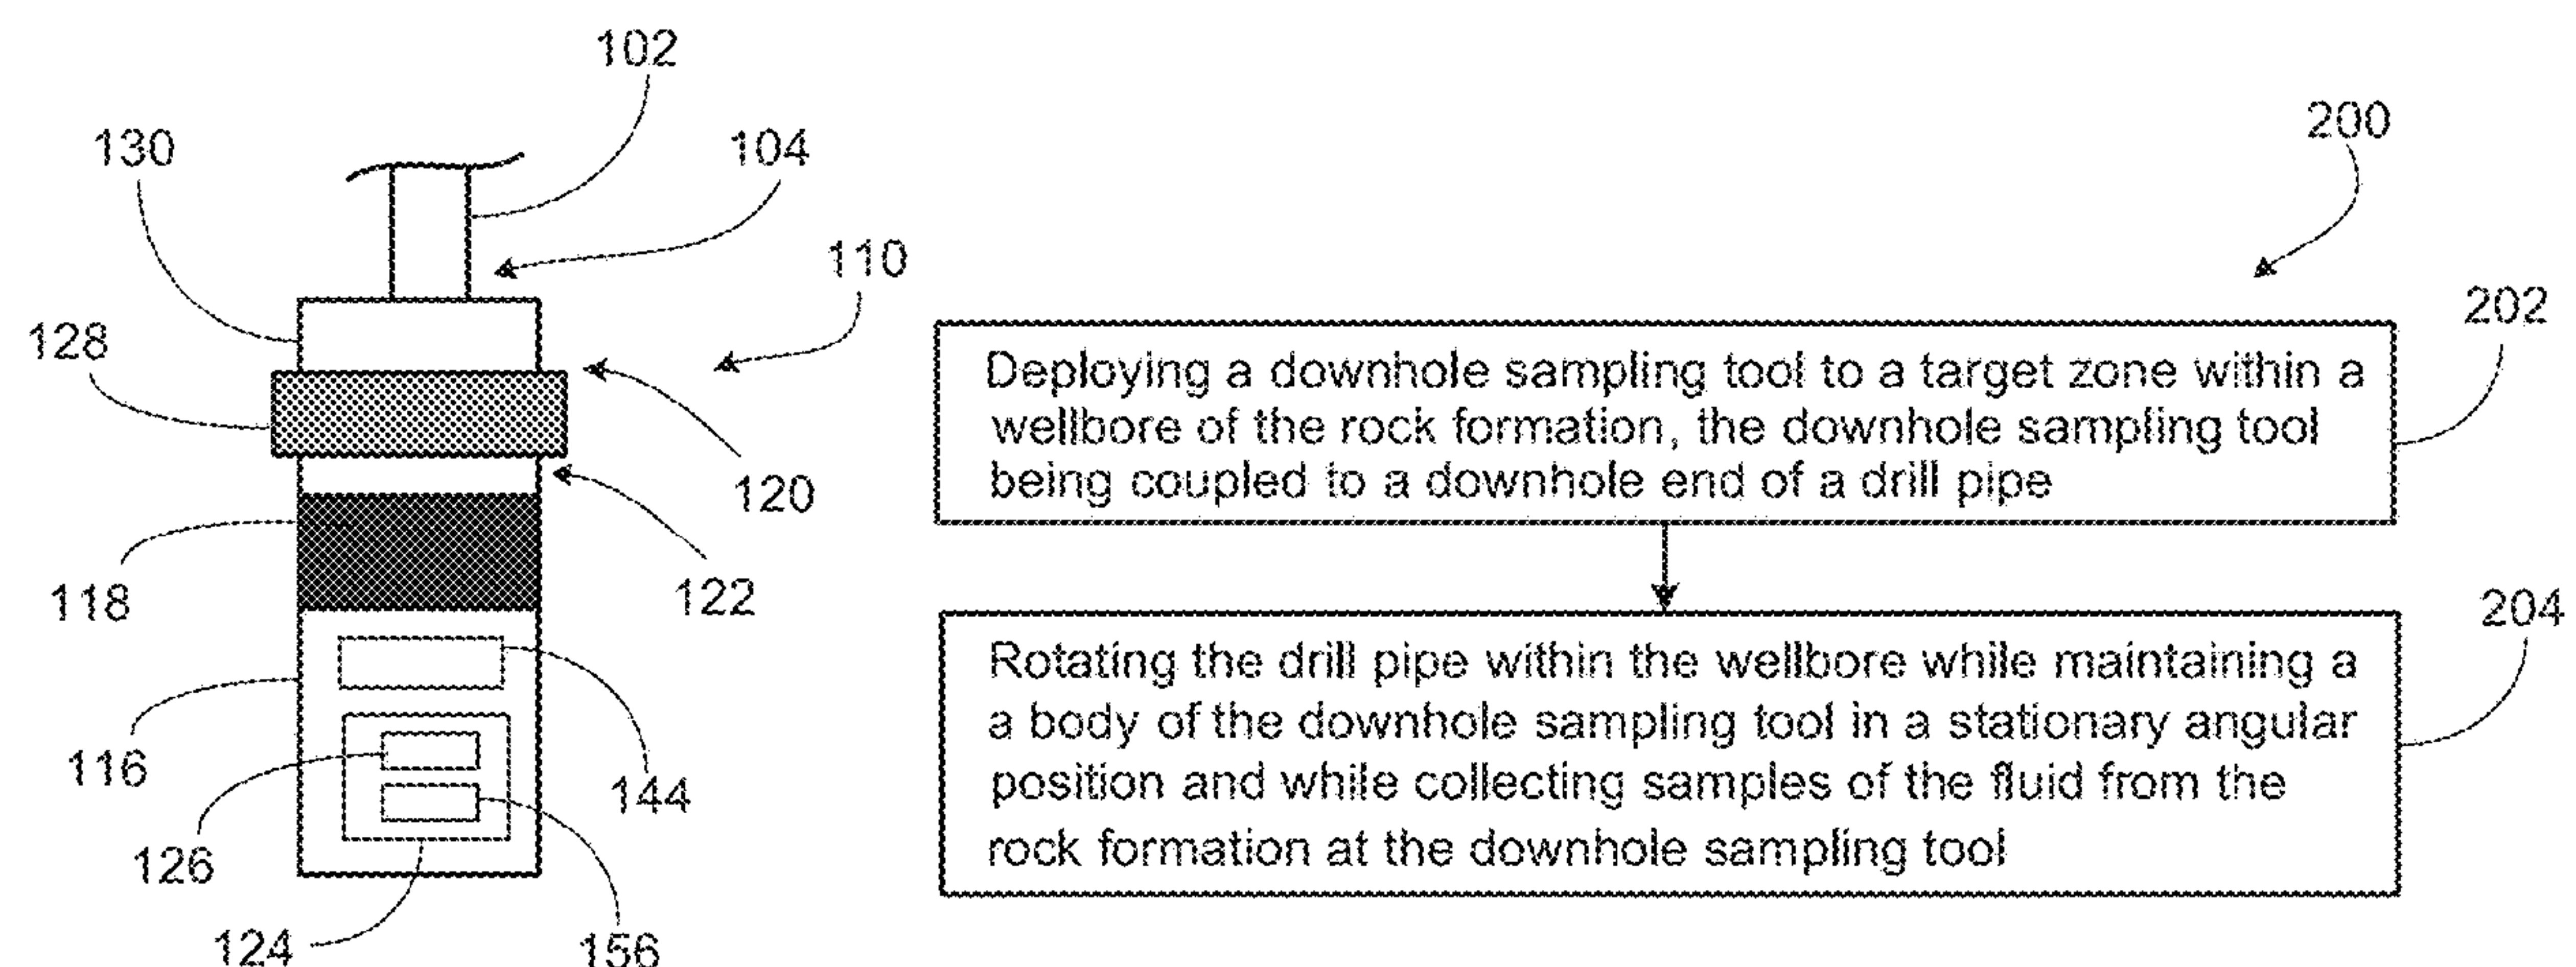 102
130
104
200
110
202
128
Deploying a downhole sampling tool to a target zone within a
wellbore of the rock formation, the downhole sampling tool
being coupled to a downhole end of a drill pipe
120
118
122
204
Rotating the drill pipe within the wellbore while maintaining a
a body of the downhole sampling tool in a stationary angular
position and while collecting samples of the fluid from the
rock formation at the downhole sampling tool
116
144
126
124
156